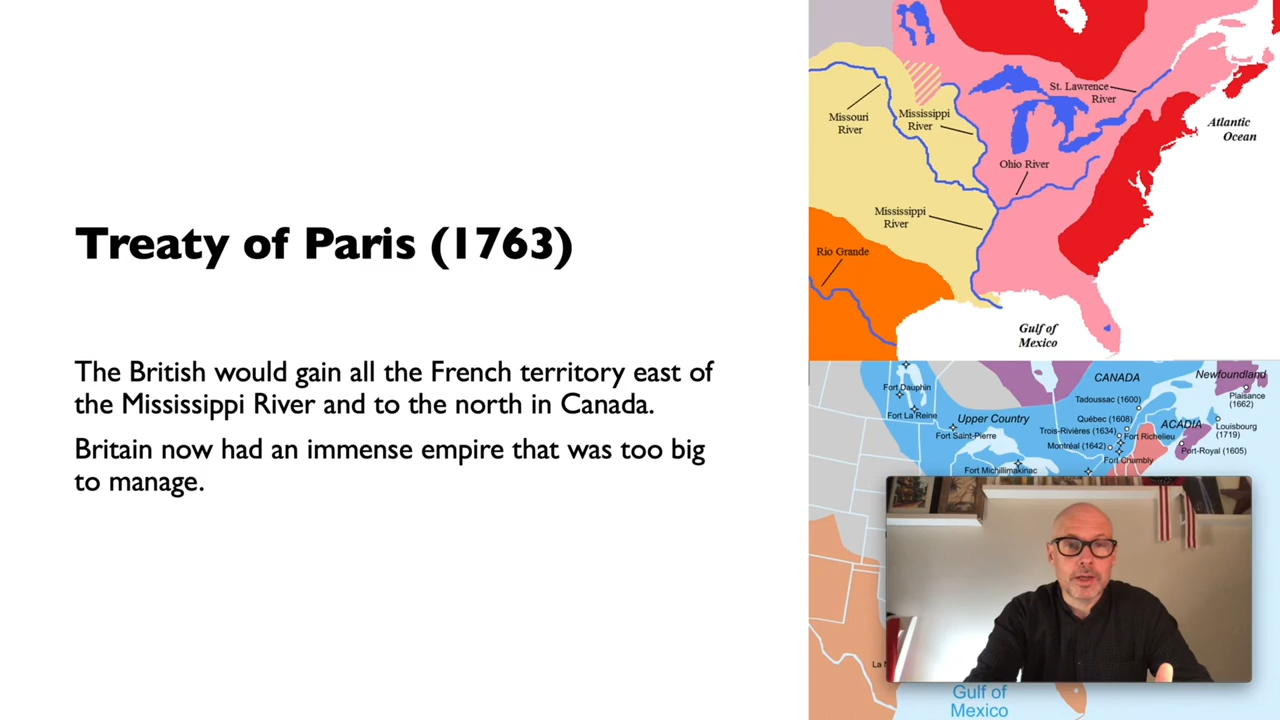 Treaty of Paris (1763)
The British would gain all the French territory east of
the Mississippi River and to the north in Canada.
Britain now had an immense empire that was too big
to manage.
St. Lawrence
River
Missouri
River
Mississippi
River
Atlantic
Ocean
Ohio River
Mississippi
River
Rio Grande
Gulf of
Mexico
Newfoundland
CANADA
Fort Dauphin
Tadoussac (1600)
Plaisance
(1662)
Fort La Reine
Upper Country
Québec (1608)
ACADIA
Louisbourg
(1719)
Fort Saint-Pierre
Trois-Rivières (1634)
Fort Richelieu
Montréal (1642)
Port-Royal (1605)
Fort Chambly
Fort Michillimakinac
La
Gulf of
Mexico